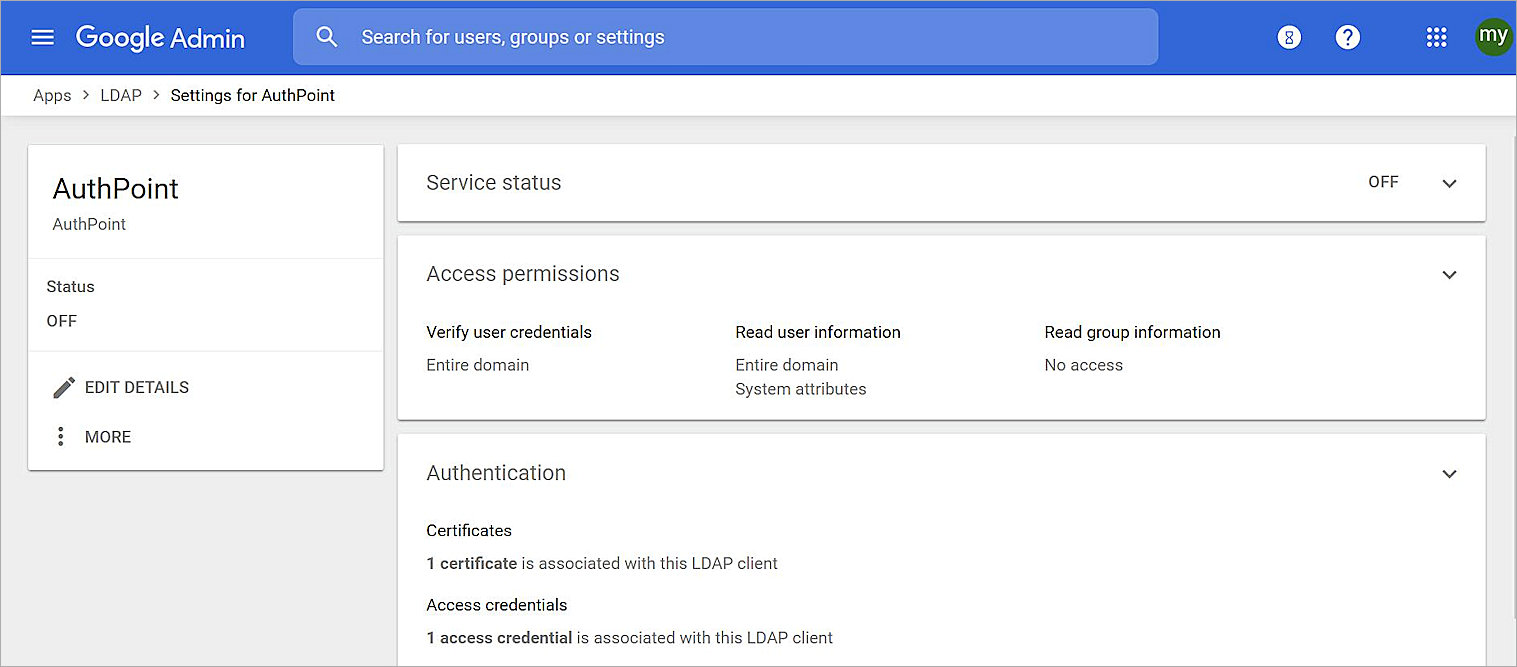 Google Admin
Search for users, groups or settings
my
Apps > LDAP > Settings for AuthPoint
AuthPoint
AuthPoint
Status
OFF
EDIT DETAILS
MORE
Service status
OFF
Access permissions
Verify user credentials
Entire domain
Read user information
Entire domain
System attributes
Read group information
No access
Authentication
Certificates
1 certificate is associated with this LDAP client
Access credentials
1 access credential is associated with this LDAP client